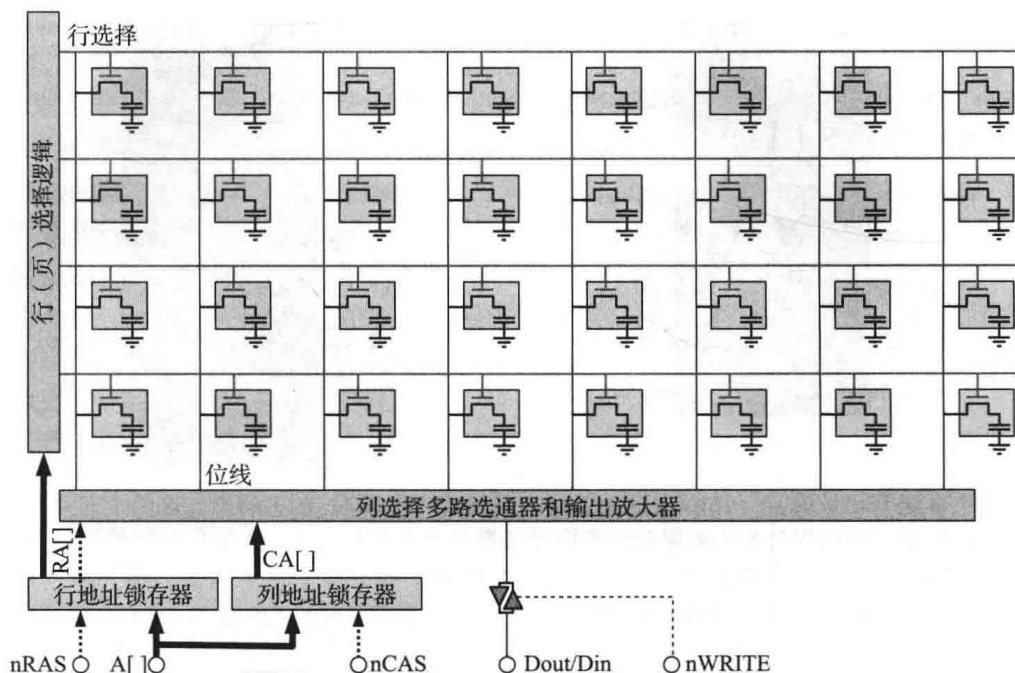 行选择
行（页）选择逻辑
位线
列选择多路选通器和输出放大器
RA[]
CA[ ]
行地址锁存器
列地址锁存器
nRAS
A[ ]
nCAS
Dout/Din
nWRITE